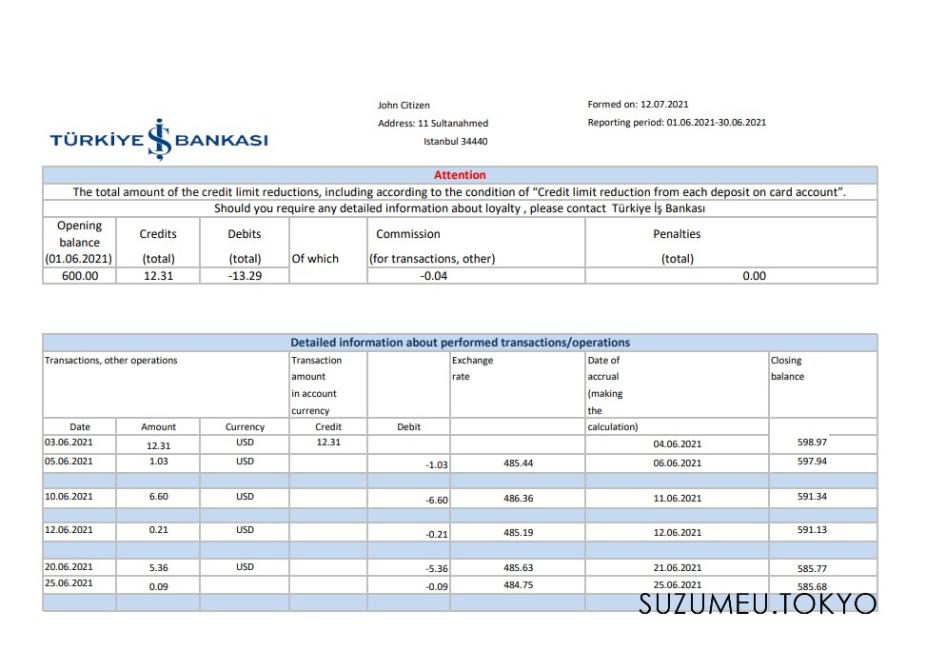 John Citizen
Formed on: 12.07.2021
Address: 11 Sultanahmed
Reporting period: 01.06.2021-30.06.2021
Istanbul 34440
TÜRKİYE İŞ BANKASI
Attention
The total amount of the credit limit reductions, including according to the condition of “Credit limit reduction from each deposit on card account”.
Should you require any detailed information about loyalty , please contact Türkiye İş Bankası
Opening balance (01.06.2021) Credits (total) Debits (total) Of which Commission (for transactions, other) Penalties (total)
600.00 12.31 -13.29 -0.04 0.00
Detailed information about performed transactions/operations
Transactions, other operations Transaction amount in account currency Exchange rate Date of accrual (making the calculation) Closing balance
Date Amount Currency Credit Debit
03.06.2021 12.31 USD 12.31 04.06.2021 598.97
05.06.2021 1.03 USD -1.03 485.44 06.06.2021 597.94
10.06.2021 6.60 USD -6.60 486.36 11.06.2021 591.34
12.06.2021 0.21 USD -0.21 485.19 12.06.2021 591.13
20.06.2021 5.36 USD -5.36 485.63 21.06.2021 585.77
25.06.2021 0.09 -0.09 484.75 25.06.2021 585.68
SUZUMEU.TOKYO